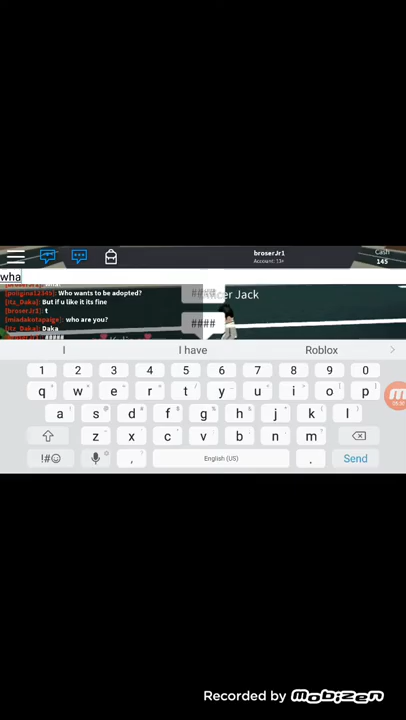 broserJr1
Account: 13+
Cash
145
wha
[puigina12345]: Who wants to be adopted?
[Itz_Daka]: But if u like it its fine
[broserJr1]: t
[miadakotapaige]: who are you?
[Itz_Daka]: Daka
####
cer Jack
####
I I have Roblox
1 2 3 4 5 6 7 8 9 0
q w e r t y u i o p
a s d f g h j k l
z x c v b n m
!#☺ , English (US) . Send
Recorded by mobizen